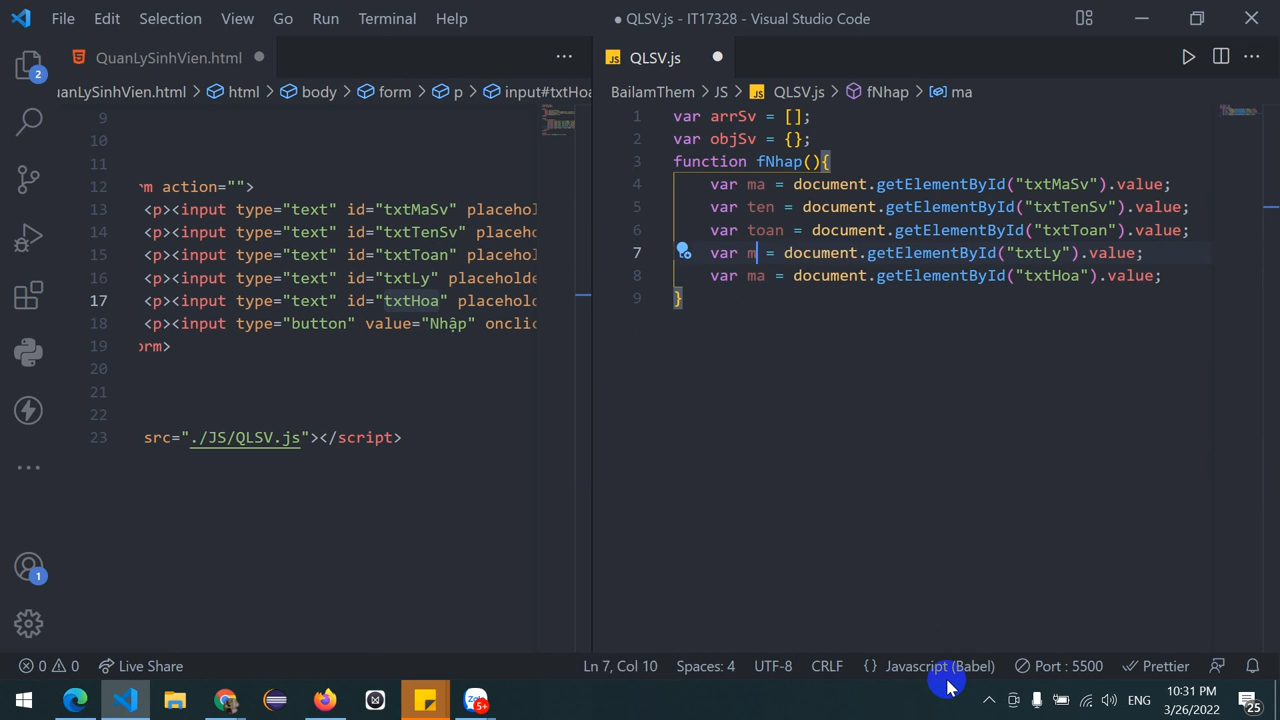 File Edit Selection View Go Run Terminal Help
● QLSV.js - IT17328 - Visual Studio Code
QuanLySinhVien.html
QLSV.js
uanLySinhVien.html > html > body > form > p > input#txtHoa
BailamThem > JS > QLSV.js > fNhap > ma
9
10
11
12 rm action="">
13 <p><input type="text" id="txtMaSv" placehol
14 <p><input type="text" id="txtTenSv" placeho
15 <p><input type="text" id="txtToan" placehol
16 <p><input type="text" id="txtLy" placeholde
17 <p><input type="text" id="txtHoa" placeholo
18 <p><input type="button" value="Nhập" onclic
19 orm>
20
21
22
23 src="./JS/QLSV.js"></script>
1 var arrSv = [];
2 var objSv = {};
3 function fNhap(){
4 var ma = document.getElementById("txtMaSv").value;
5 var ten = document.getElementById("txtTenSv").value;
6 var toan = document.getElementById("txtToan").value;
7 var m = document.getElementById("txtLy").value;
8 var ma = document.getElementById("txtHoa").value;
9 }
2
1
0 0 Live Share
Ln 7, Col 10 Spaces: 4 UTF-8 CRLF {} Javascript (Babel) Port : 5500 Prettier
5+
ENG
10:31 PM
3/26/2022
25